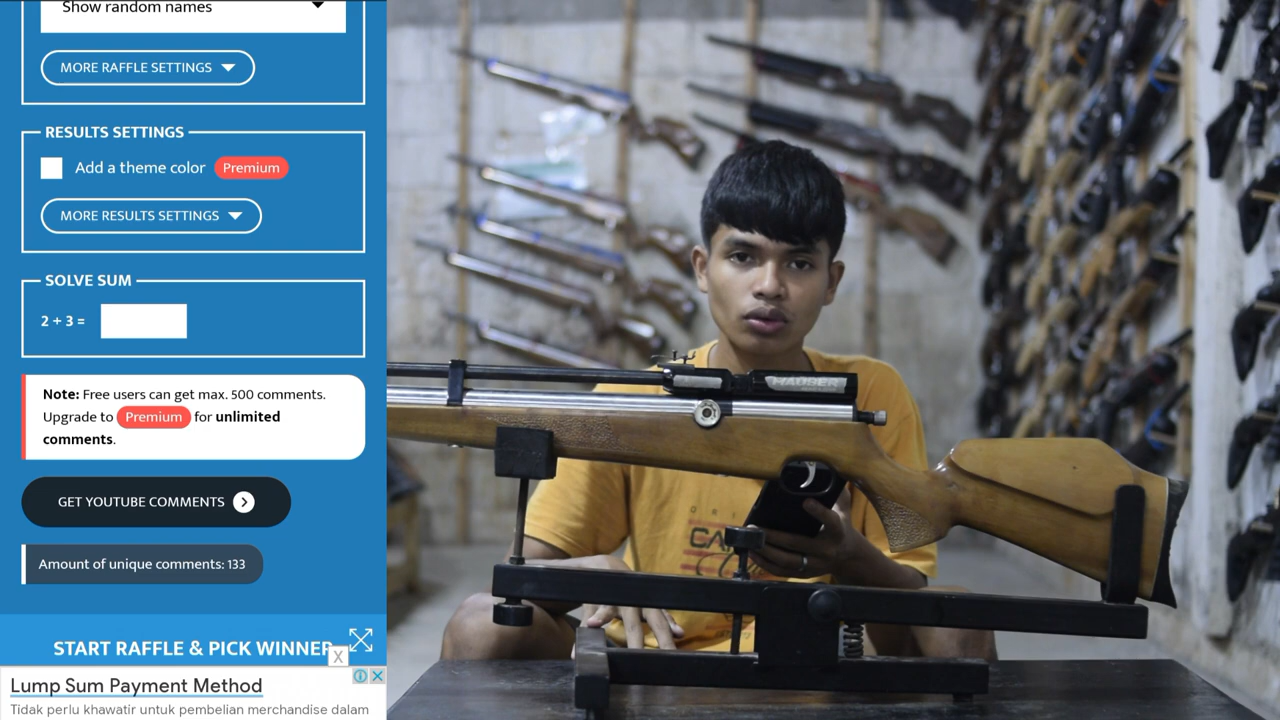 Show random names
MORE RAFFLE SETTINGS
RESULTS SETTINGS
Add a theme color Premium
MORE RESULTS SETTINGS
SOLVE SUM
2 + 3 =
Note: Free users can get max. 500 comments.
Upgrade to Premium for unlimited
comments.
GET YOUTUBE COMMENTS
Amount of unique comments: 133
START RAFFLE & PICK WINNER
X
Lump Sum Payment Method
Tidak perlu khawatir untuk pembelian merchandise dalam
HAUSER